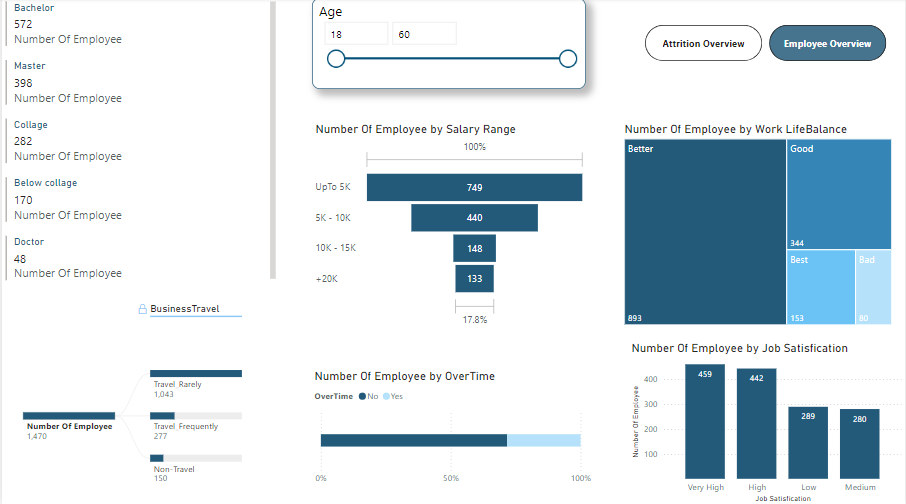 Bachelor
572
Number Of Employee
Master
398
Number Of Employee
Collage
282
Number Of Employee
Below collage
170
Number Of Employee
Doctor
48
Number Of Employee
Age
18 60
Attrition Overview
Employee Overview
Number Of Employee by Salary Range
100%
UpTo 5K 749
5K - 10K 440
10K - 15K 148
+20K 133
17.8%
Number Of Employee by Work LifeBalance
Better
893
Good
344
Best
153
Bad
80
BusinessTravel
Number Of Employee
1,470
Travel_Rarely
1,043
Travel_Frequently
277
Non-Travel
150
Number Of Employee by OverTime
OverTime No Yes
0% 50% 100%
Number Of Employee by Job Satisfication
Number Of Employee
400
300
200
100
459 442 289 280
Very High High Low Medium
Job Satisfication